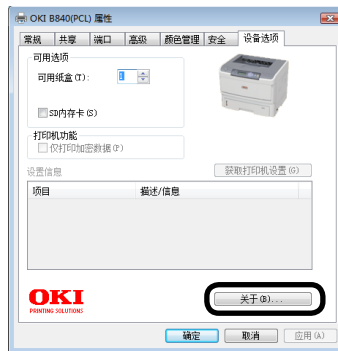 OKI B840(PCL) 属性
常规 共享 端口 高级 颜色管理 安全 设备选项
可用选项
可用纸盒(T): 1
SD内存卡(S)
打印机功能
仅打印加密数据(P)
设置信息 获取打印机设置(G)
项目 描述/信息
OKI
PRINTING SOLUTIONS
关于(B)...
确定 取消 应用(A)